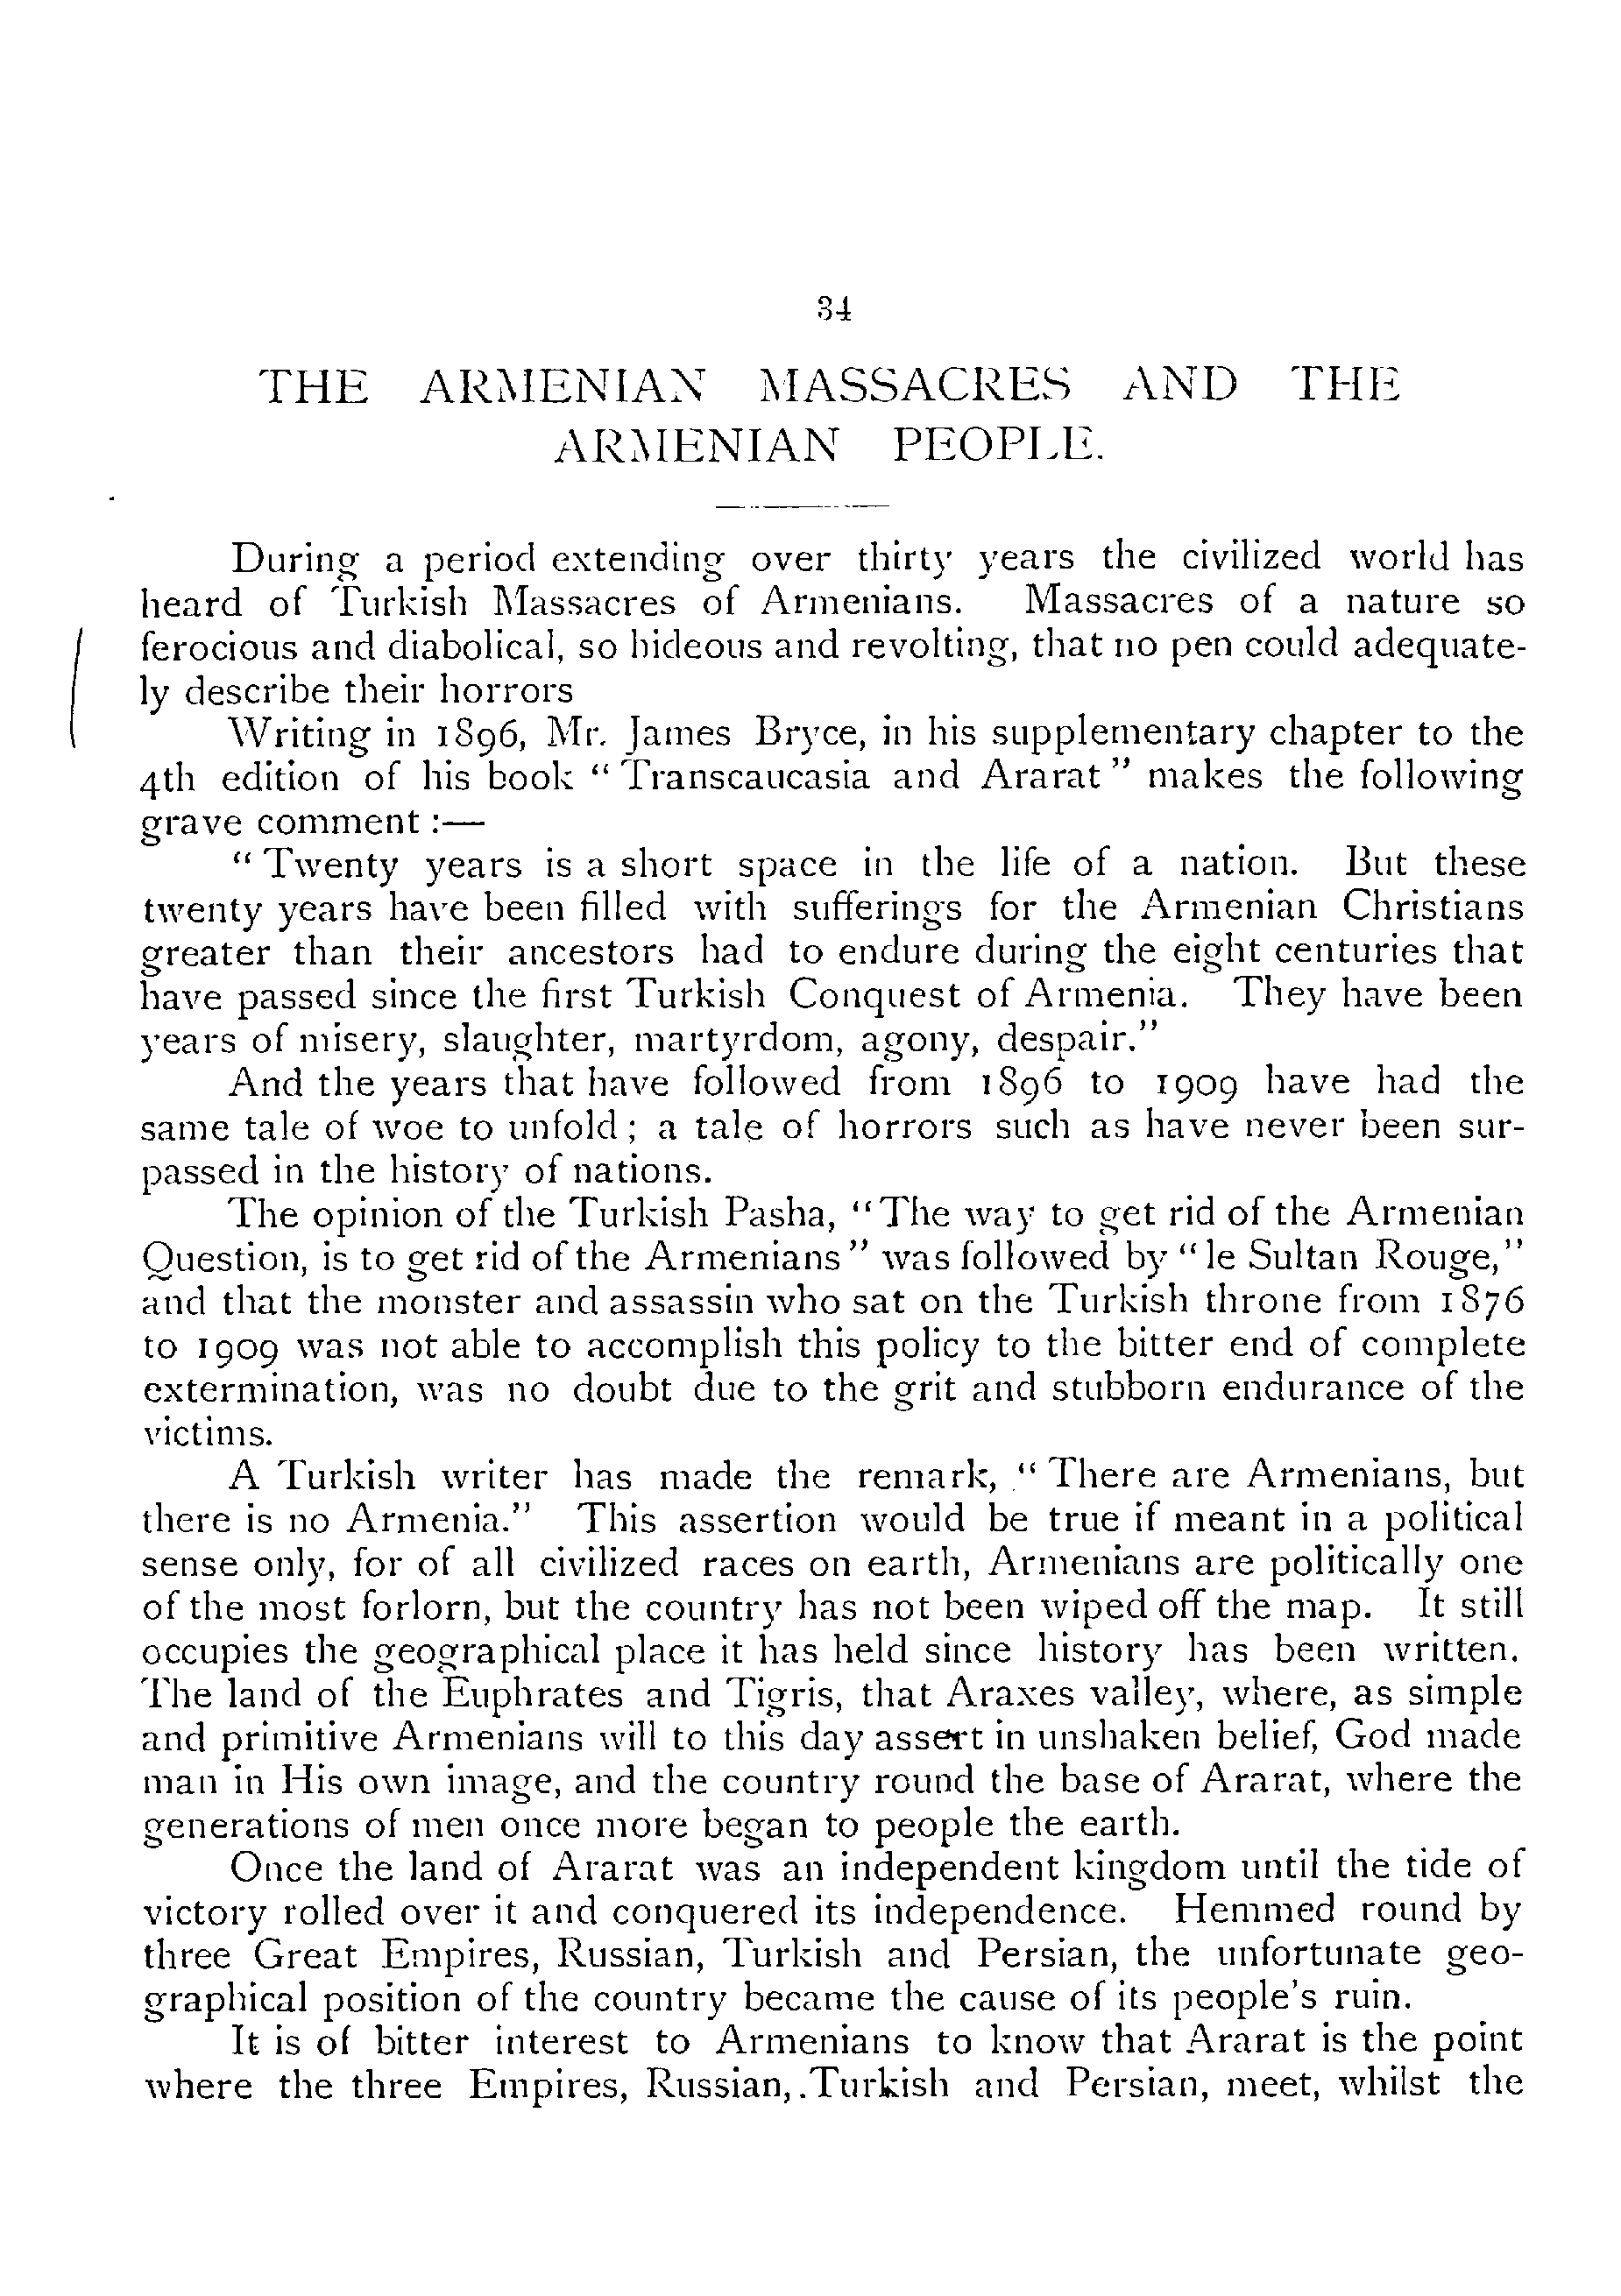 34
THE ARMENIAN MASSACRES AND THE
ARMENIAN PEOPLE.
During a period extending over thirty years the civilized world has
heard of Turkish Massacres of Armenians. Massacres of a nature so
ferocious and diabolical, so hideous and revolting, that no pen could adequate-
ly describe their horrors
Writing in 1896, Mr. James Bryce, in his supplementary chapter to the
4th edition of his book “ Transcaucasia and Ararat ” makes the following
grave comment :—
“ Twenty years is a short space in the life of a nation. But these
twenty years have been filled with sufferings for the Armenian Christians
greater than their ancestors had to endure during the eight centuries that
have passed since the first Turkish Conquest of Armenia. They have been
years of misery, slaughter, martyrdom, agony, despair.”
And the years that have followed from 1896 to 1909 have had the
same tale of woe to unfold ; a tale of horrors such as have never been sur-
passed in the history of nations.
The opinion of the Turkish Pasha, “The way to get rid of the Armenian
Question, is to get rid of the Armenians” was followed by “le Sultan Rouge,”
and that the monster and assassin who sat on the Turkish throne from 1876
to 1909 was not able to accomplish this policy to the bitter end of complete
extermination, was no doubt due to the grit and stubborn endurance of the
victims.
A Turkish writer has made the remark, “ There are Armenians, but
there is no Armenia.” This assertion would be true if meant in a political
sense only, for of all civilized races on earth, Armenians are politically one
of the most forlorn, but the country has not been wiped off the map. It still
occupies the geographical place it has held since history has been written.
The land of the Euphrates and Tigris, that Araxes valley, where, as simple
and primitive Armenians will to this day assert in unshaken belief, God made
man in His own image, and the country round the base of Ararat, where the
generations of men once more began to people the earth.
Once the land of Ararat was an independent kingdom until the tide of
victory rolled over it and conquered its independence. Hemmed round by
three Great Empires, Russian, Turkish and Persian, the unfortunate geo-
graphical position of the country became the cause of its people’s ruin.
It is of bitter interest to Armenians to know that Ararat is the point
where the three Empires, Russian, Turkish and Persian, meet, whilst the